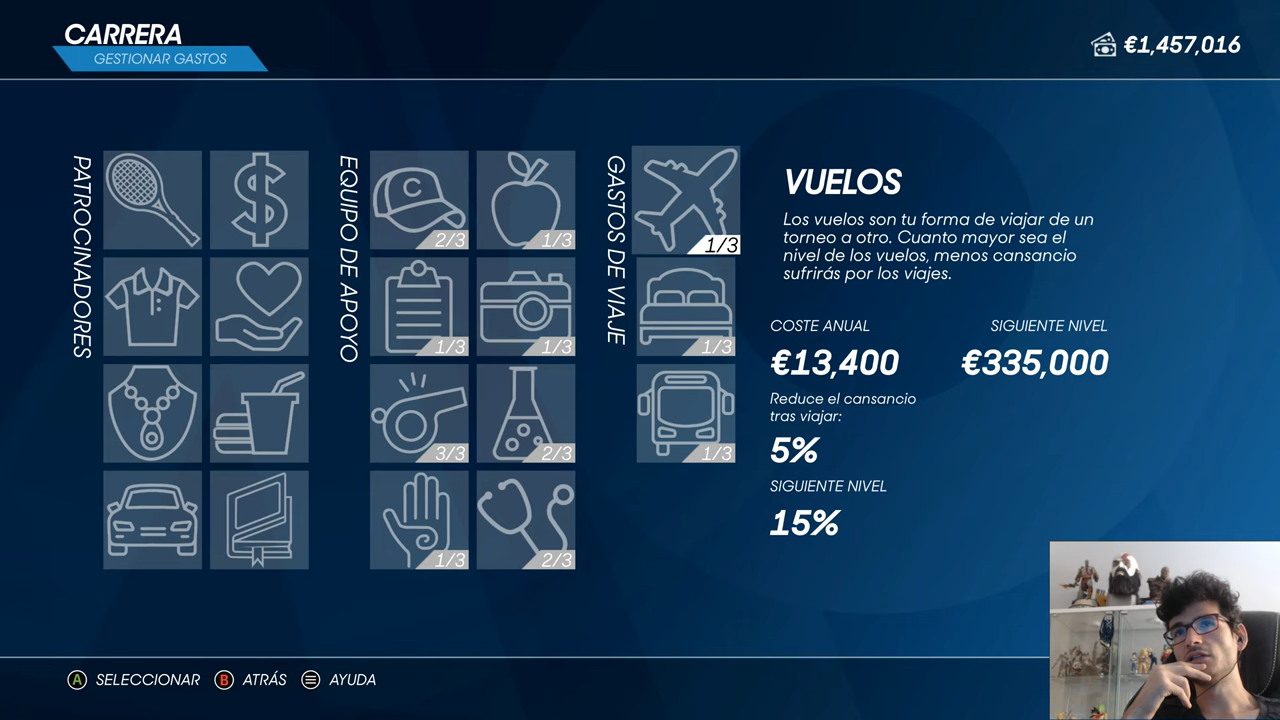 CARRERA
GESTIONAR GASTOS
€1,457,016
PATROCINADORES
EQUIPO DE APOYO
GASTOS DE VIAJE
C
2/3
1/3
1/3
1/3
1/3
1/3
3/3
2/3
1/3
1/3
2/3
VUELOS
Los vuelos son tu forma de viajar de un
torneo a otro. Cuanto mayor sea el
nivel de los vuelos, menos cansancio
sufrirás por los viajes.
COSTE ANUAL
SIGUIENTE NIVEL
€13,400
€335,000
Reduce el cansancio
tras viajar:
5%
SIGUIENTE NIVEL
15%
A SELECCIONAR
B ATRÁS
AYUDA